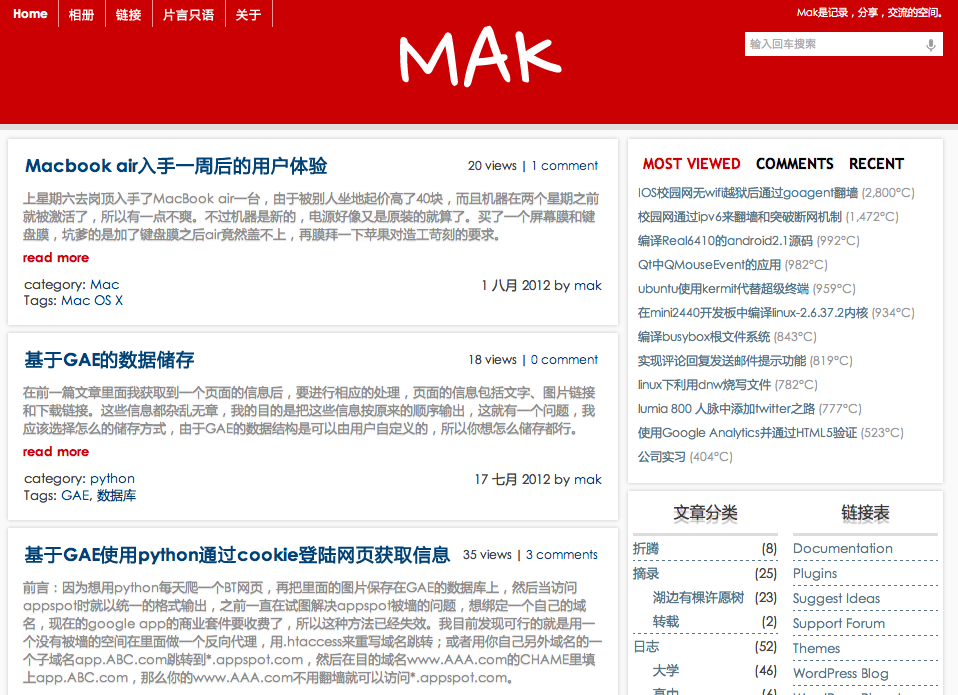 Home 相册 链接 片言只语 关于
Mak是记录，分享，交流的空间。
输入回车搜索
MAK
Macbook air入手一周后的用户体验
20 views | 1 comment
上星期六去岗顶入手了MacBook air一台，由于被别人坐地起价高了40块，而且机器在两个星期之前
就被激活了，所以有一点不爽。不过机器是新的，电源好像又是原装的就算了。买了一个屏幕膜和键
盘膜，坑爹的是加了键盘膜之后air竟然盖不上，再膜拜一下苹果对造工苛刻的要求。
read more
category: Mac
Tags: Mac OS X
1 八月 2012 by mak
基于GAE的数据储存
18 views | 0 comment
在前一篇文章里面我获取到一个页面的信息后，要进行相应的处理，页面的信息包括文字、图片链接
和下载链接。这些信息都杂乱无章，我的目的是把这些信息按原来的顺序输出，这就有一个问题，我
应该选择怎么的储存方式，由于GAE的数据结构是可以由用户自定义的，所以你想怎么储存都行。
read more
category: python
Tags: GAE, 数据库
17 七月 2012 by mak
基于GAE使用python通过cookie登陆网页获取信息
35 views | 3 comments
前言：因为想用python每天爬一个BT网页，再把里面的图片保存在GAE的数据库上，然后当访问
appspot时就以统一的格式输出，之前一直在试图解决appspot被墙的问题，想绑定一个自己的域
名，现在的google app的商业套件要收费了，所以这种方法已经失效。我目前发现可行的就是用一
个没有被墙的空间在里面做一个反向代理，用.htaccess来重写域名跳转；或者用你自己另外域名的一
个子域名app.ABC.com跳转到*.appspot.com，然后在目的域名www.AAA.com的CHAME里填
上app.ABC.com，那么你的www.AAA.com不用翻墙就可以访问*.appspot.com。
MOST VIEWED COMMENTS RECENT
IOS校园网无wifi越狱后通过goagent翻墙 (2,800°C)
校园网通过ipv6来翻墙和突破断网机制 (1,472°C)
编译Real6410的android2.1源码 (992°C)
Qt中QMouseEvent的应用 (982°C)
ubuntu使用kermit代替超级终端 (959°C)
在mini2440开发板中编译linux-2.6.37.2内核 (934°C)
编译busybox根文件系统 (843°C)
实现评论回复发送邮件提示功能 (819°C)
linux下利用dnw烧写文件 (782°C)
lumia 800 人脉中添加twitter之路 (777°C)
使用Google Analytics并通过HTML5验证 (523°C)
公司实习 (404°C)
文章分类
折腾 (8)
摘录 (25)
湖边有棵许愿树 (23)
转载 (2)
日志 (52)
大学 (46)
高中 (6)
链接表
Documentation
Plugins
Suggest Ideas
Support Forum
Themes
WordPress Blog